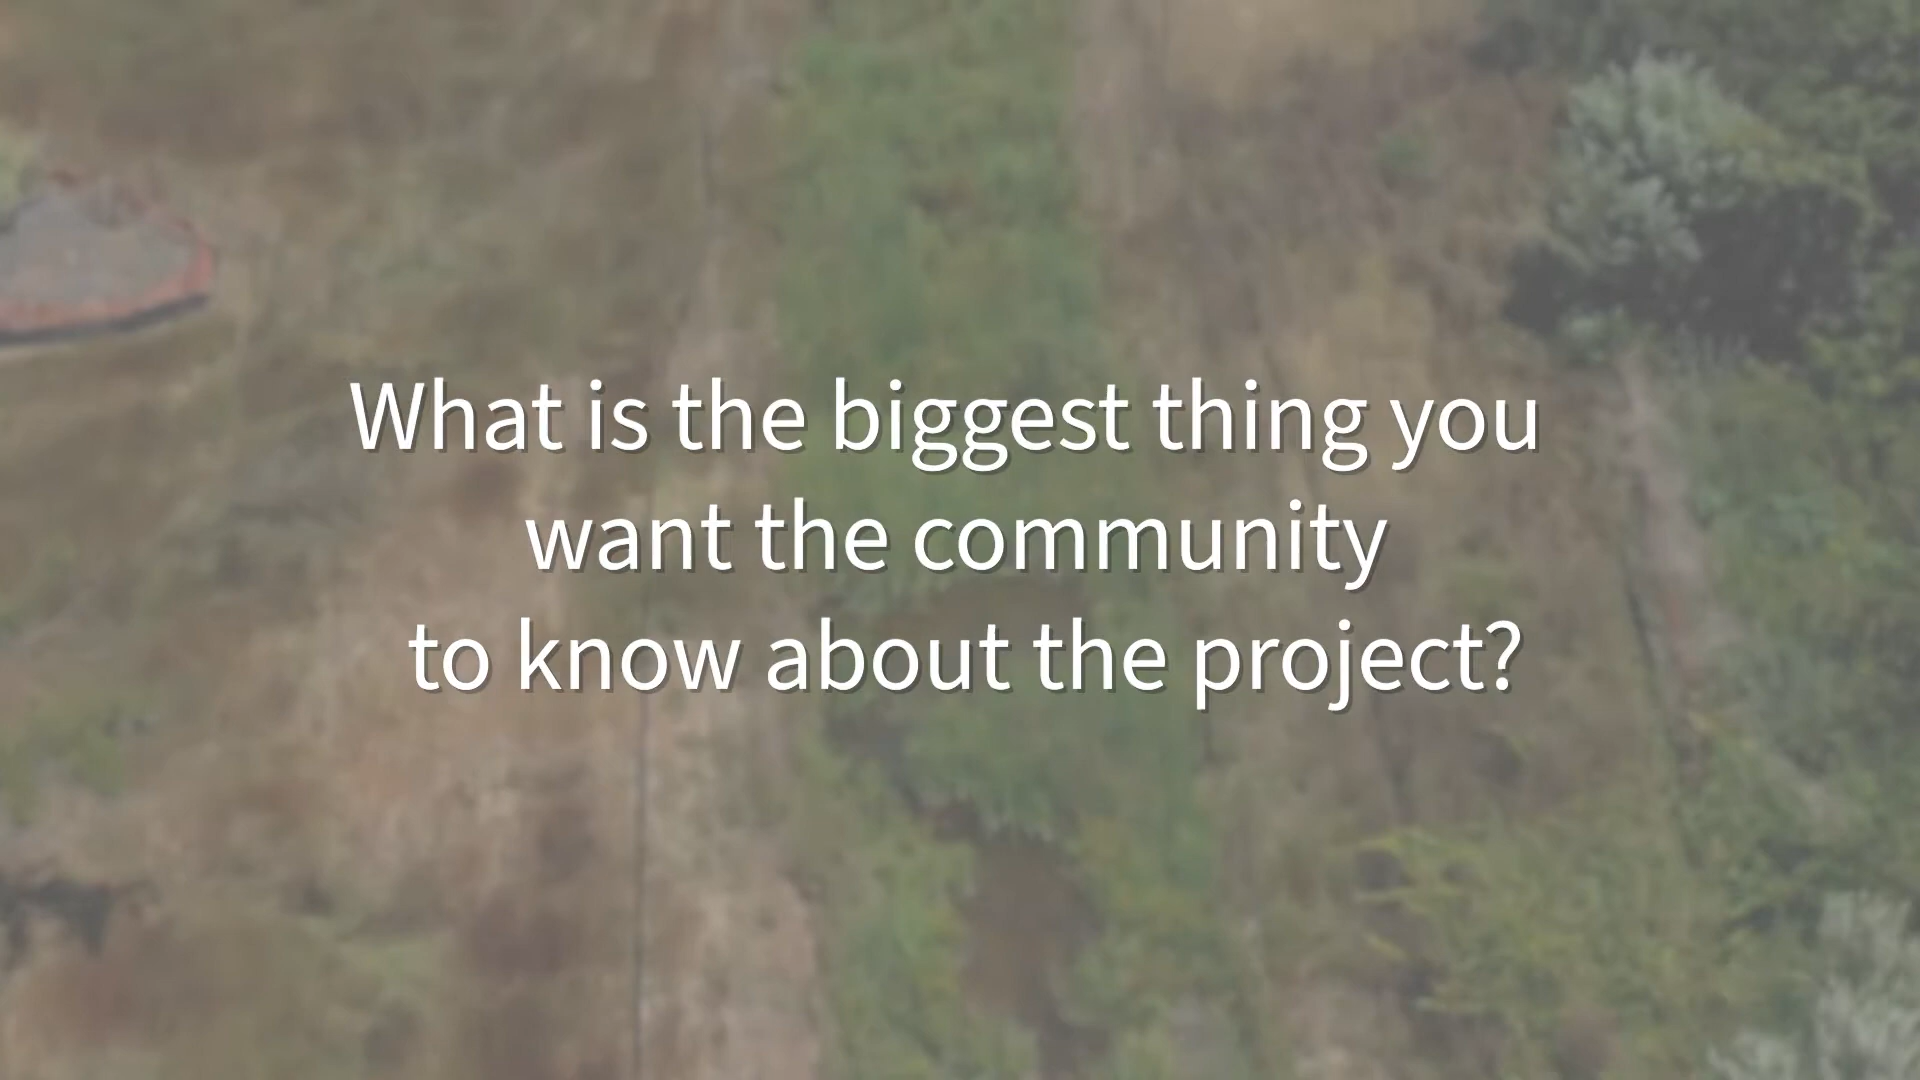 What is the biggest thing you
want the community
to know about the project?